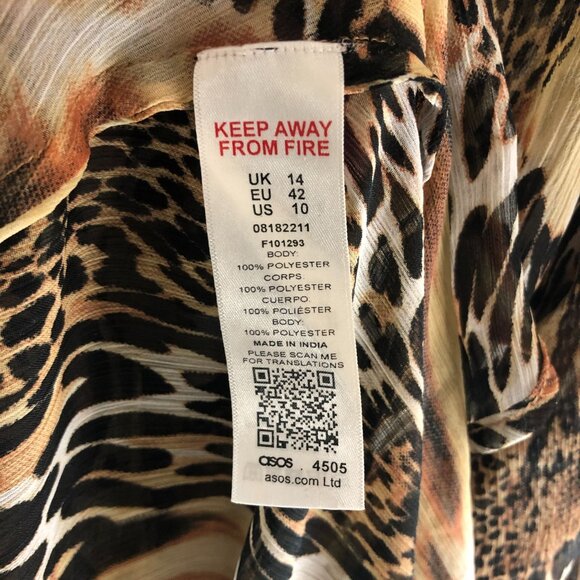 KEEP AWAY
FROM FIRE
UK 14
EU 42
US 10
08182211
F101293
BODY:
100% POLYESTER
CORPS:
100% POLYESTER
CUERPO:
100% POLIÉSTER
BODY:
100% POLYESTER
MADE IN INDIA
PLEASE SCAN ME
FOR TRANSLATIONS
asos . 4505
asos.com Ltd